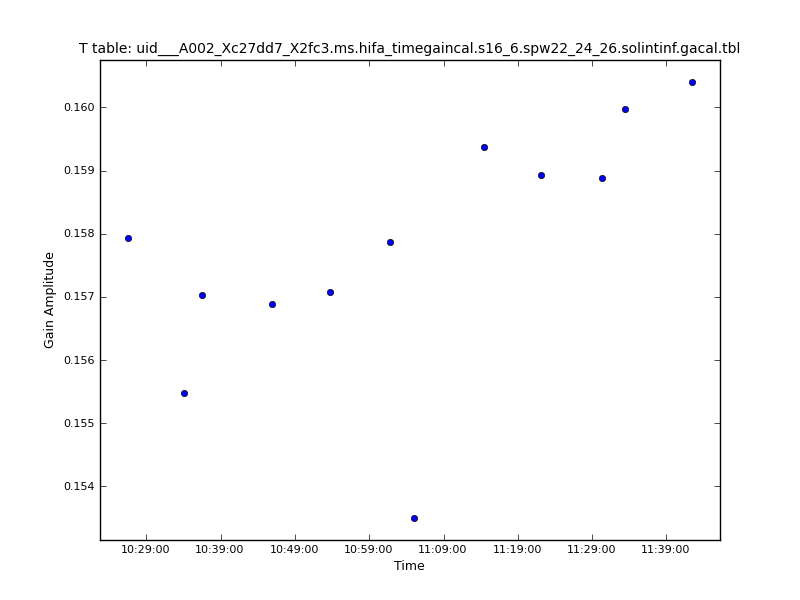 T table: uid___A002_Xc27dd7_X2fc3.ms.hifa_timegaincal.s16_6.spw22_24_26.solintinf.gacal.tbl
0.160
0.159
0.158
0.157
0.156
0.155
0.154
Gain Amplitude
10:29:00 10:39:00 10:49:00 10:59:00 11:09:00 11:19:00 11:29:00 11:39:00
Time